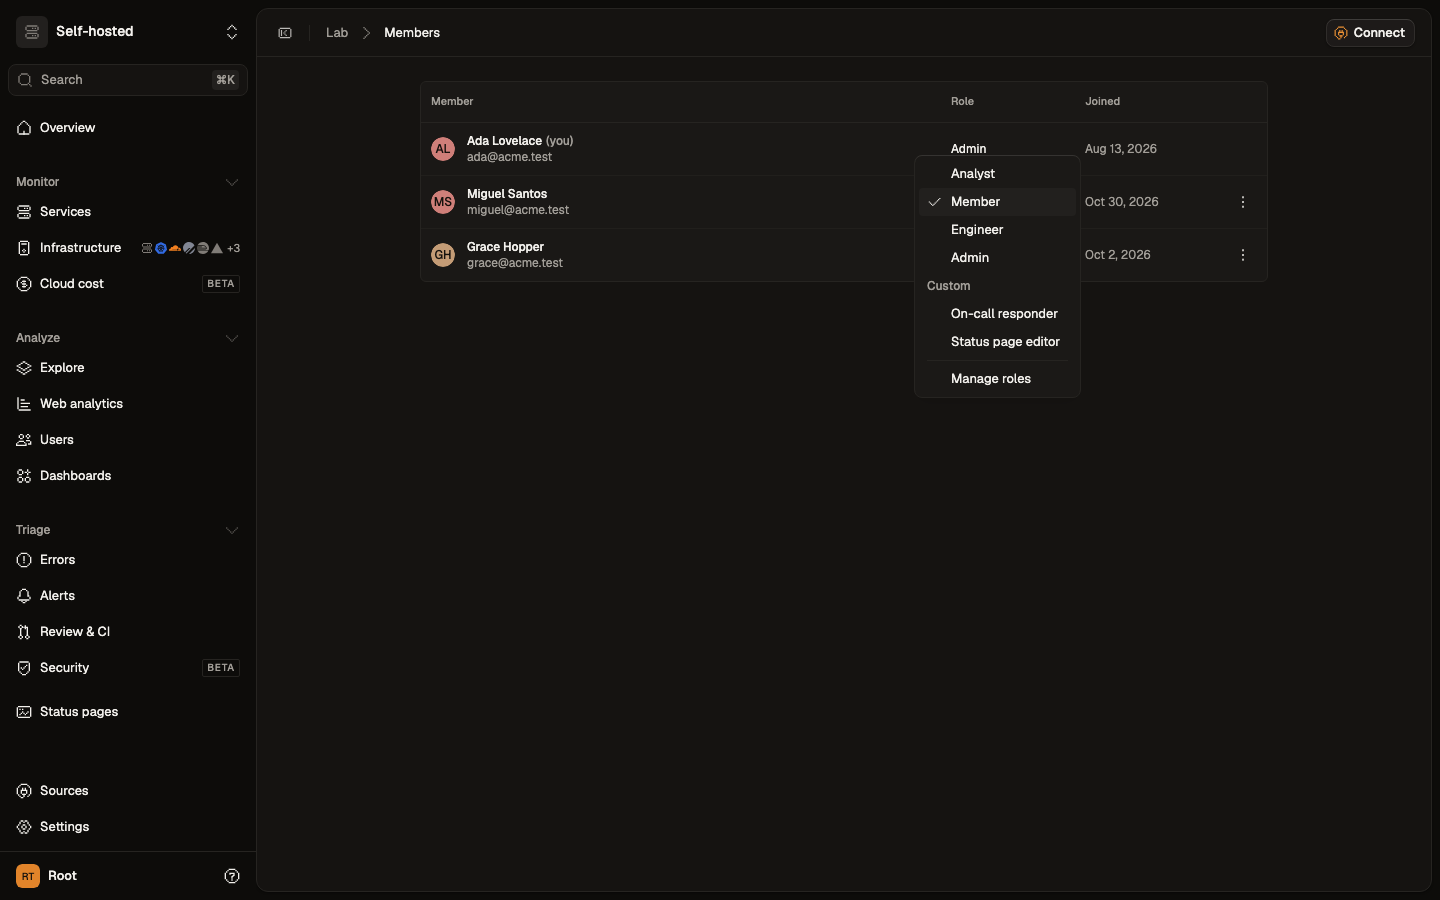 Self-hosted
Search ⌘K
Overview
Monitor
Services
Infrastructure +3
Cloud cost BETA
Analyze
Explore
Web analytics
Users
Dashboards
Triage
Errors
Alerts
Review & CI
Security BETA
Status pages
Sources
Settings
RT Root
Lab Members
Connect
Member Role Joined
AL Ada Lovelace (you) Admin Aug 13, 2026
ada@acme.test
MS Miguel Santos Oct 30, 2026
miguel@acme.test
GH Grace Hopper Oct 2, 2026
grace@acme.test
Analyst
Member
Engineer
Admin
Custom
On-call responder
Status page editor
Manage roles